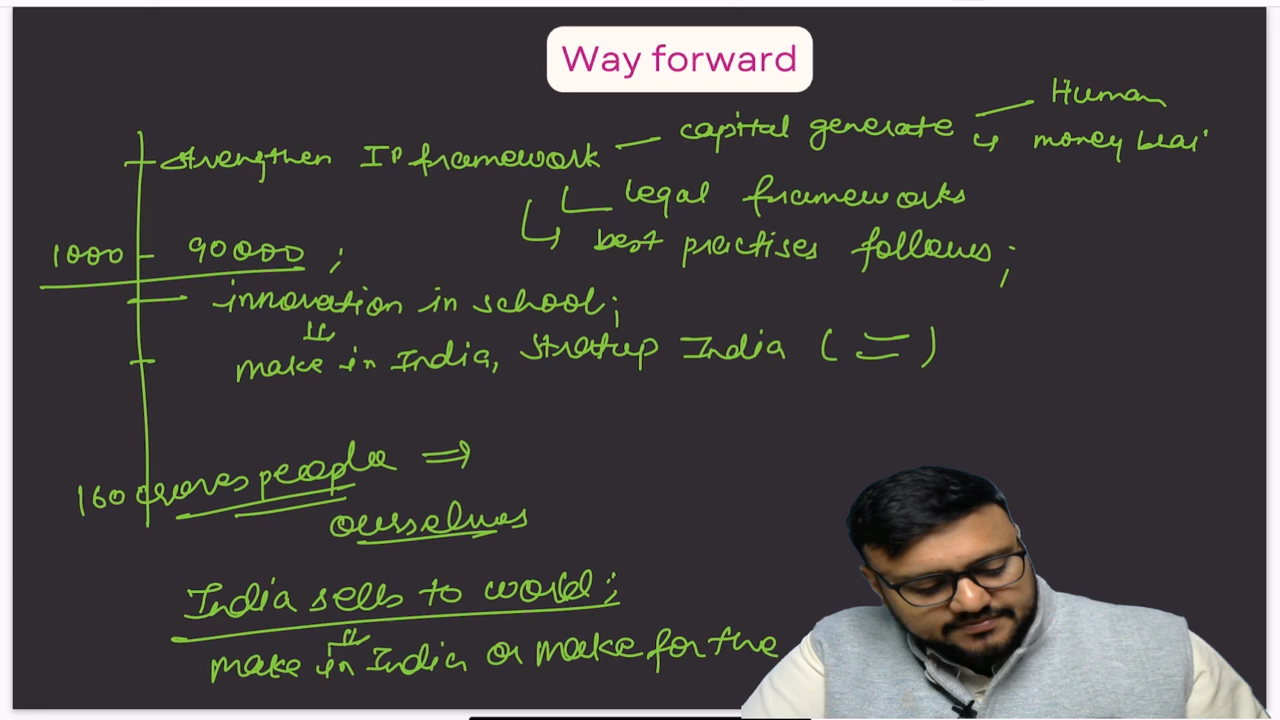 Way forward
Human
capital generate
money
strengthen IP framework
legal frameworks
best practises follows;
1000 90000 ;
innovation in school;
make in India, Stratup India ( = )
160 crores people ⇒
ourselves
India sells to world;
make in India or make for the